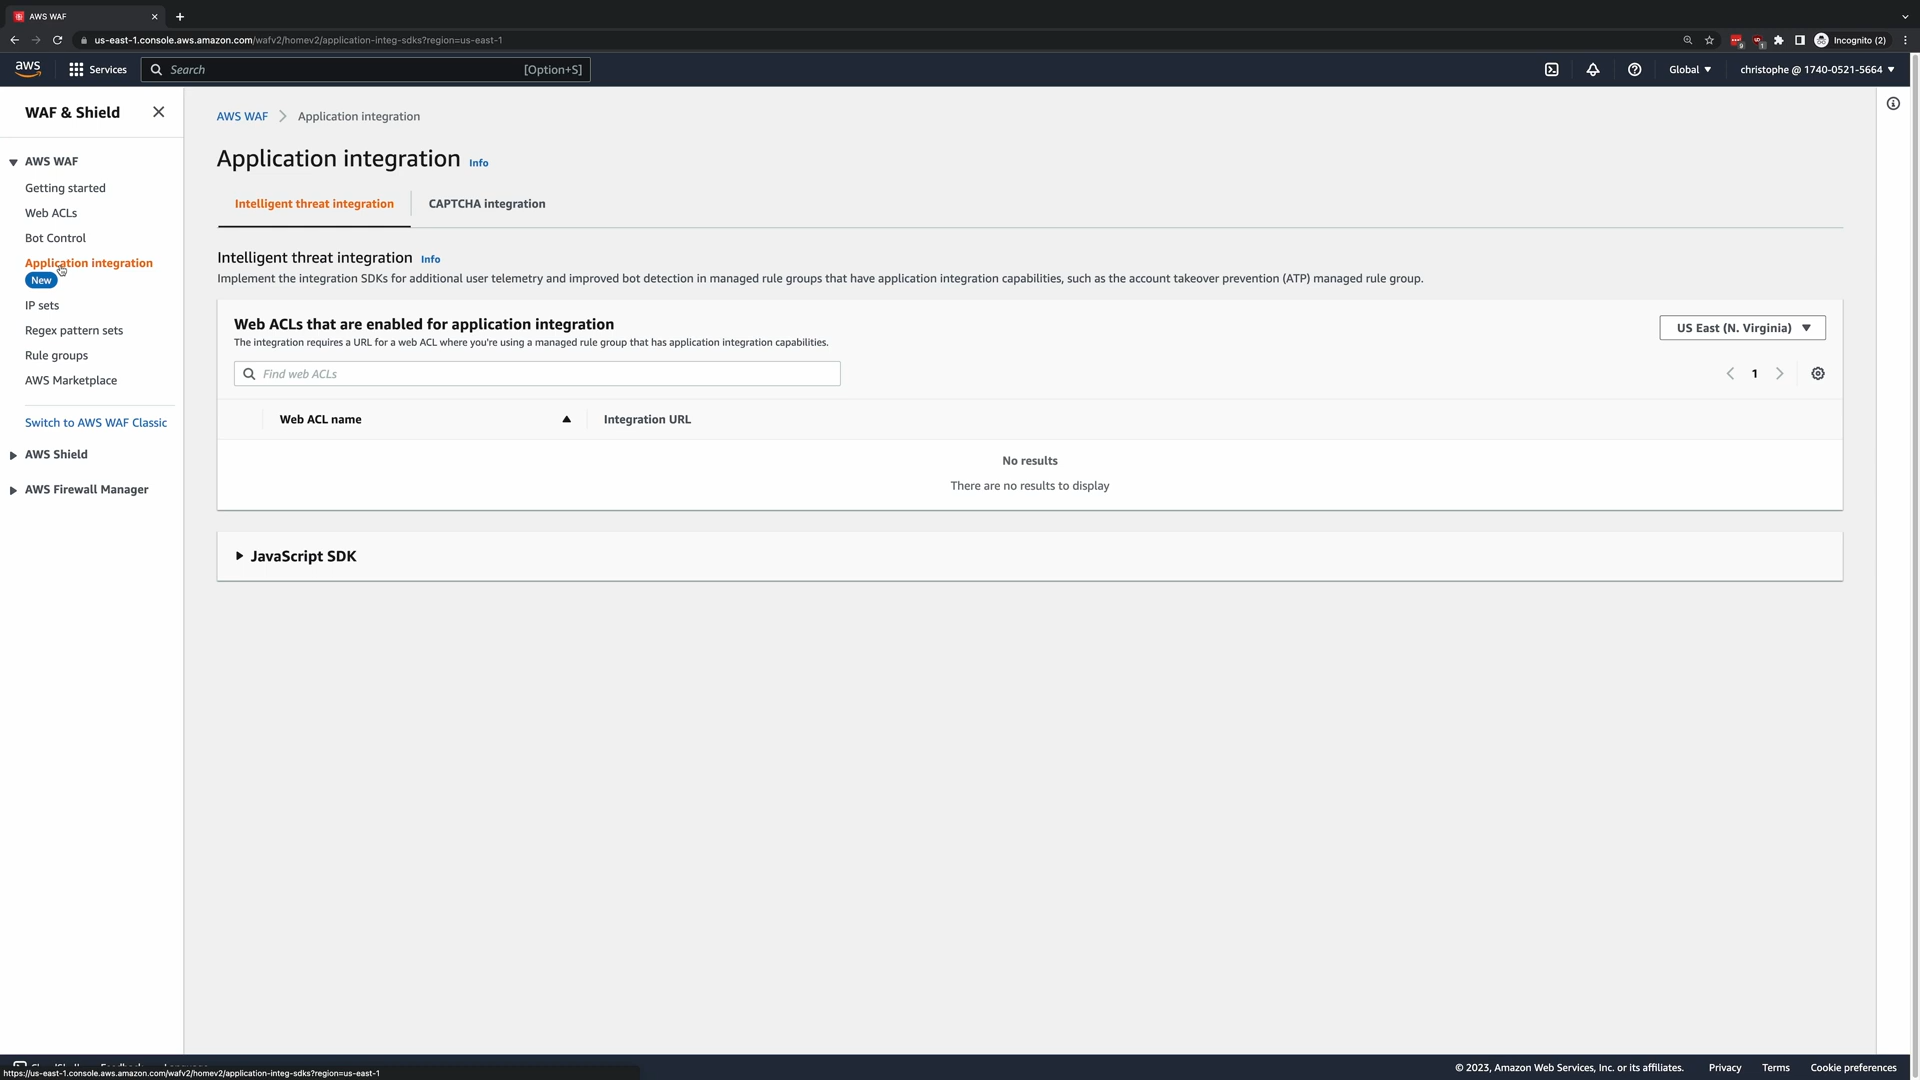 AWS WAF
us-east-1.console.aws.amazon.com/wafv2/homev2/application-integ-sdks?region=us-east-1
Incognito (2)
aws
Services
Search
[Option+S]
Global
christophe @ 1740-0521-5664
WAF & Shield
AWS WAF
Getting started
Web ACLs
Bot Control
Application integration
New
IP sets
Regex pattern sets
Rule groups
AWS Marketplace
Switch to AWS WAF Classic
AWS Shield
AWS Firewall Manager
AWS WAF
Application integration
Application integration Info
Intelligent threat integration
CAPTCHA integration
Intelligent threat integration Info
Implement the integration SDKs for additional user telemetry and improved bot detection in managed rule groups that have application integration capabilities, such as the account takeover prevention (ATP) managed rule group.
Web ACLs that are enabled for application integration
The integration requires a URL for a web ACL where you're using a managed rule group that has application integration capabilities.
US East (N. Virginia)
Find web ACLs
1
Web ACL name
Integration URL
No results
There are no results to display
JavaScript SDK
https://us-east-1.console.aws.amazon.com/wafv2/homev2/application-integ-sdks?region=us-east-1
© 2023, Amazon Web Services, Inc. or its affiliates.
Privacy
Terms
Cookie preferences